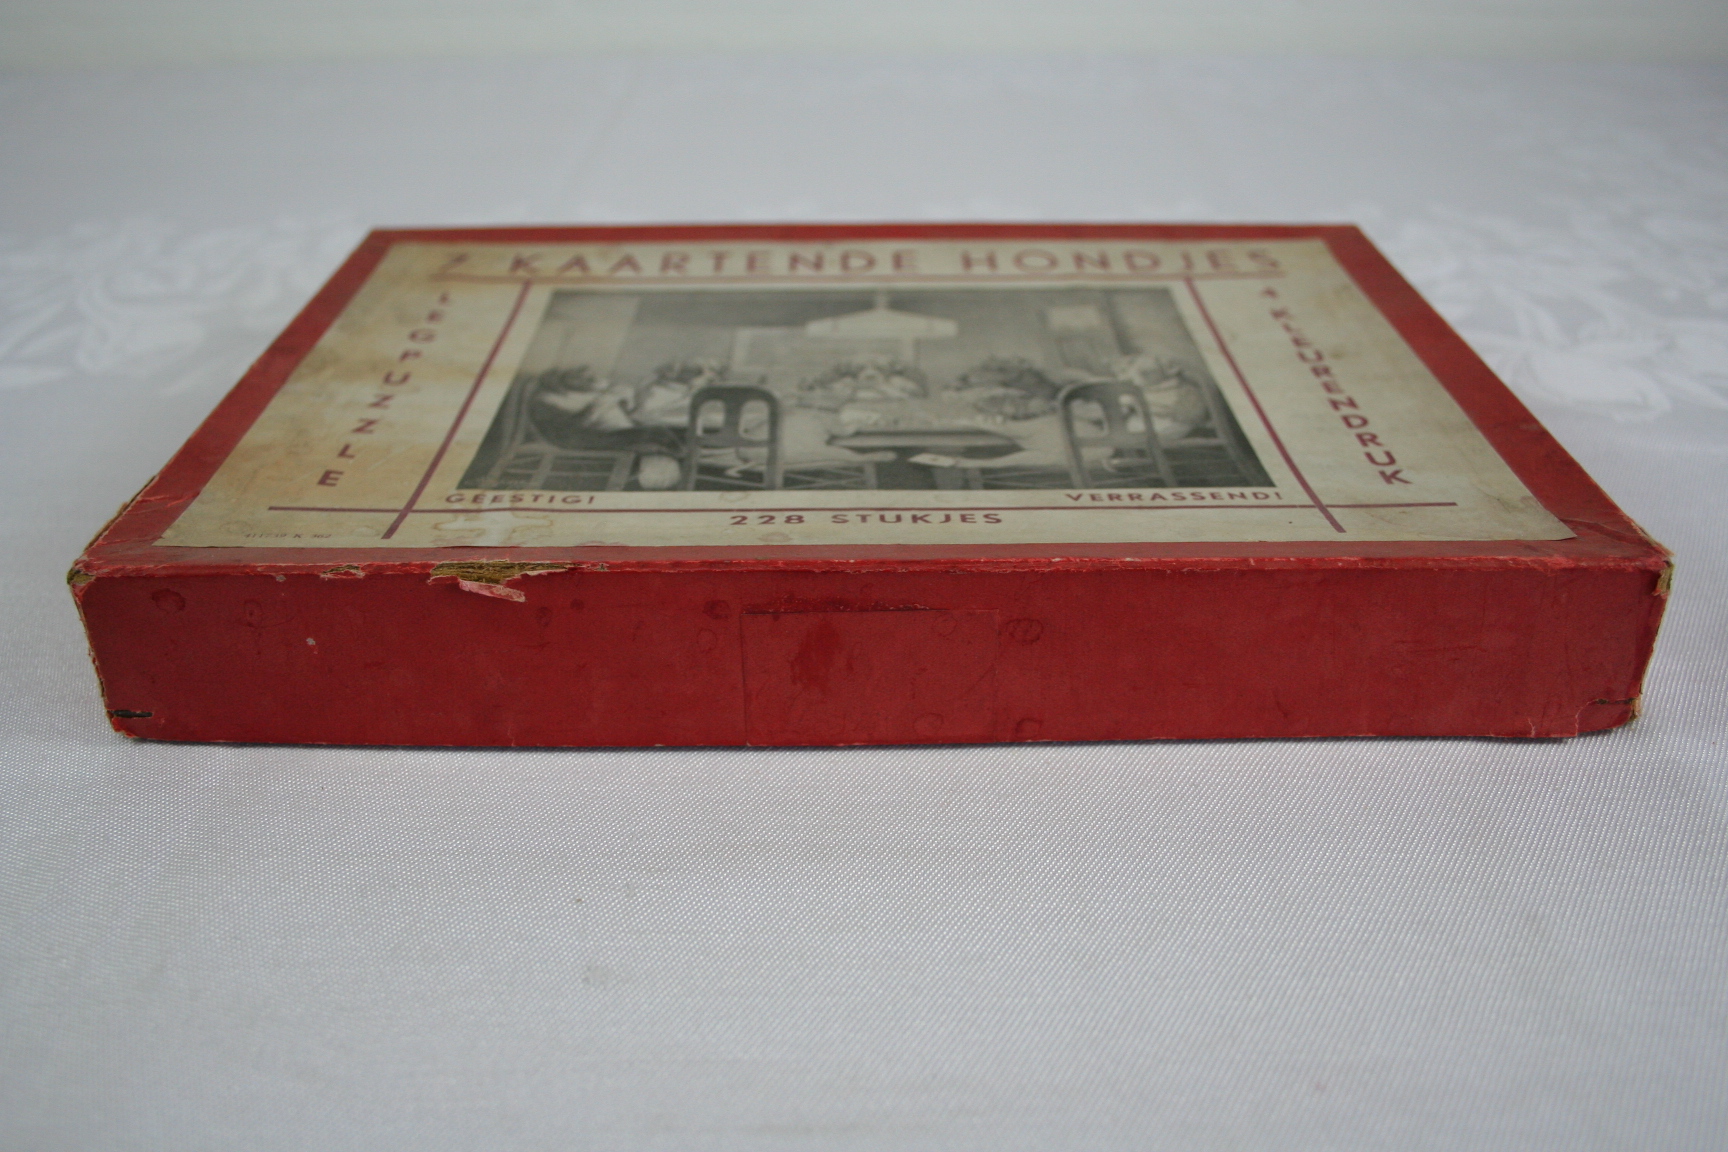 7 KAARTENDE HONDJES
LEGPUZZLE
4 KLEURENDRUK
GEESTIG! VERRASSEND!
228 STUKJES